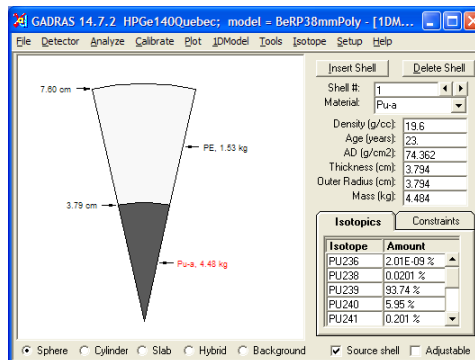 GADRAS 14.7.2 HPGe140Quebec; model = BeRP38mmPoly - [1DM...
File Detector Analyze Calibrate Plot 1DModel Tools Isotope Setup Help
Insert Shell Delete Shell
Shell #: 1
Material: Pu-a
7.60 cm
Density (g/cc): 19.6
Age (years): 23.
PE, 1.53 kg
AD (g/cm2): 74.362
Thickness (cm): 3.794
Outer Radius (cm): 3.794
Mass (kg): 4.484
3.79 cm
Isotopics Constraints
Isotope Amount
PU236 2.01E-09 %
Pu-a, 4.48 kg
PU238 0.0201 %
PU239 93.74 %
PU240 5.95 %
PU241 0.201 %
Sphere Cylinder Slab Hybrid Background Source shell Adjustable